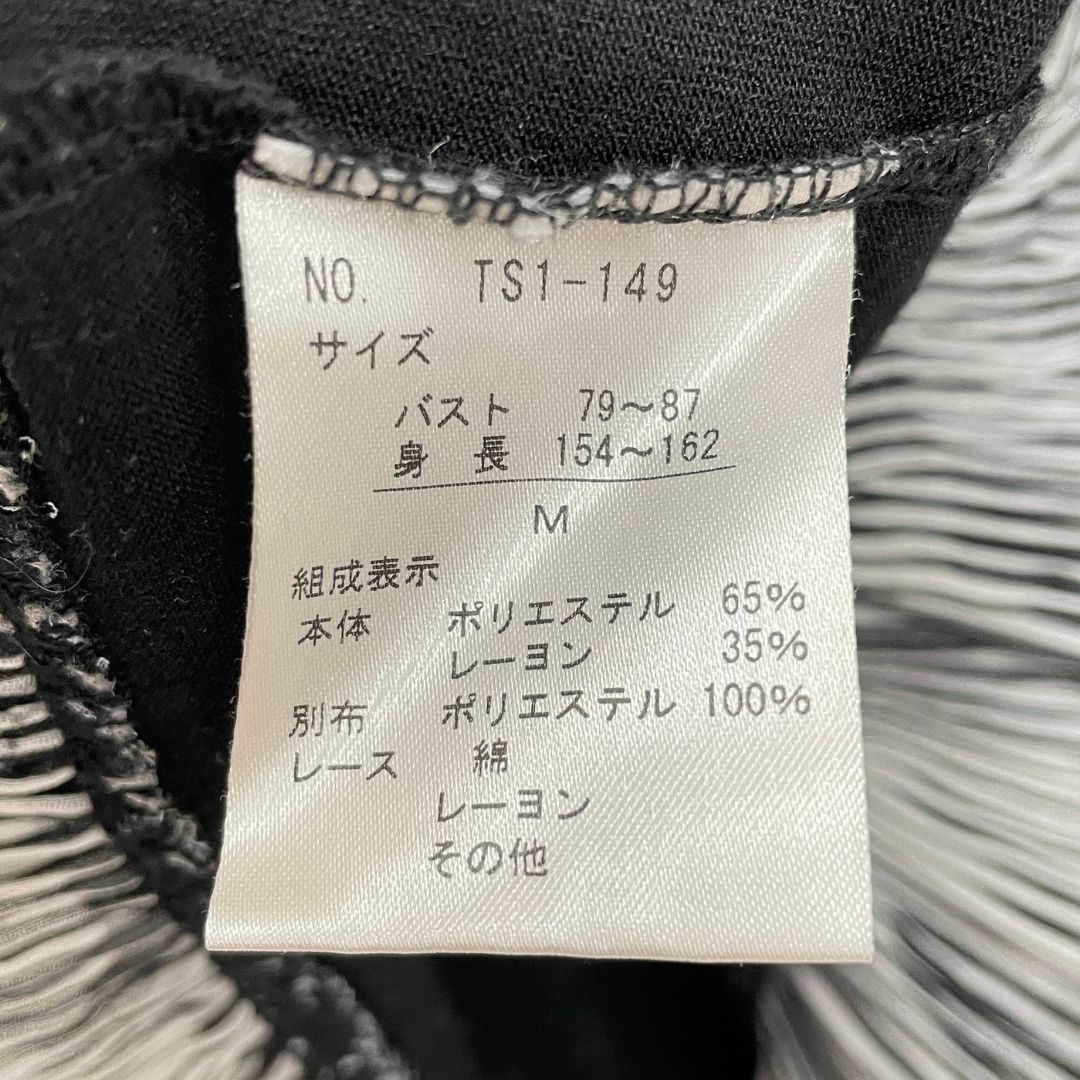 NO. TS1-149
サイズ
バスト 79～87
身長 154～162
M
組成表示
本体 ポリエステル 65%
レーヨン 35%
別布 ポリエステル 100%
レース 綿
レーヨン
その他